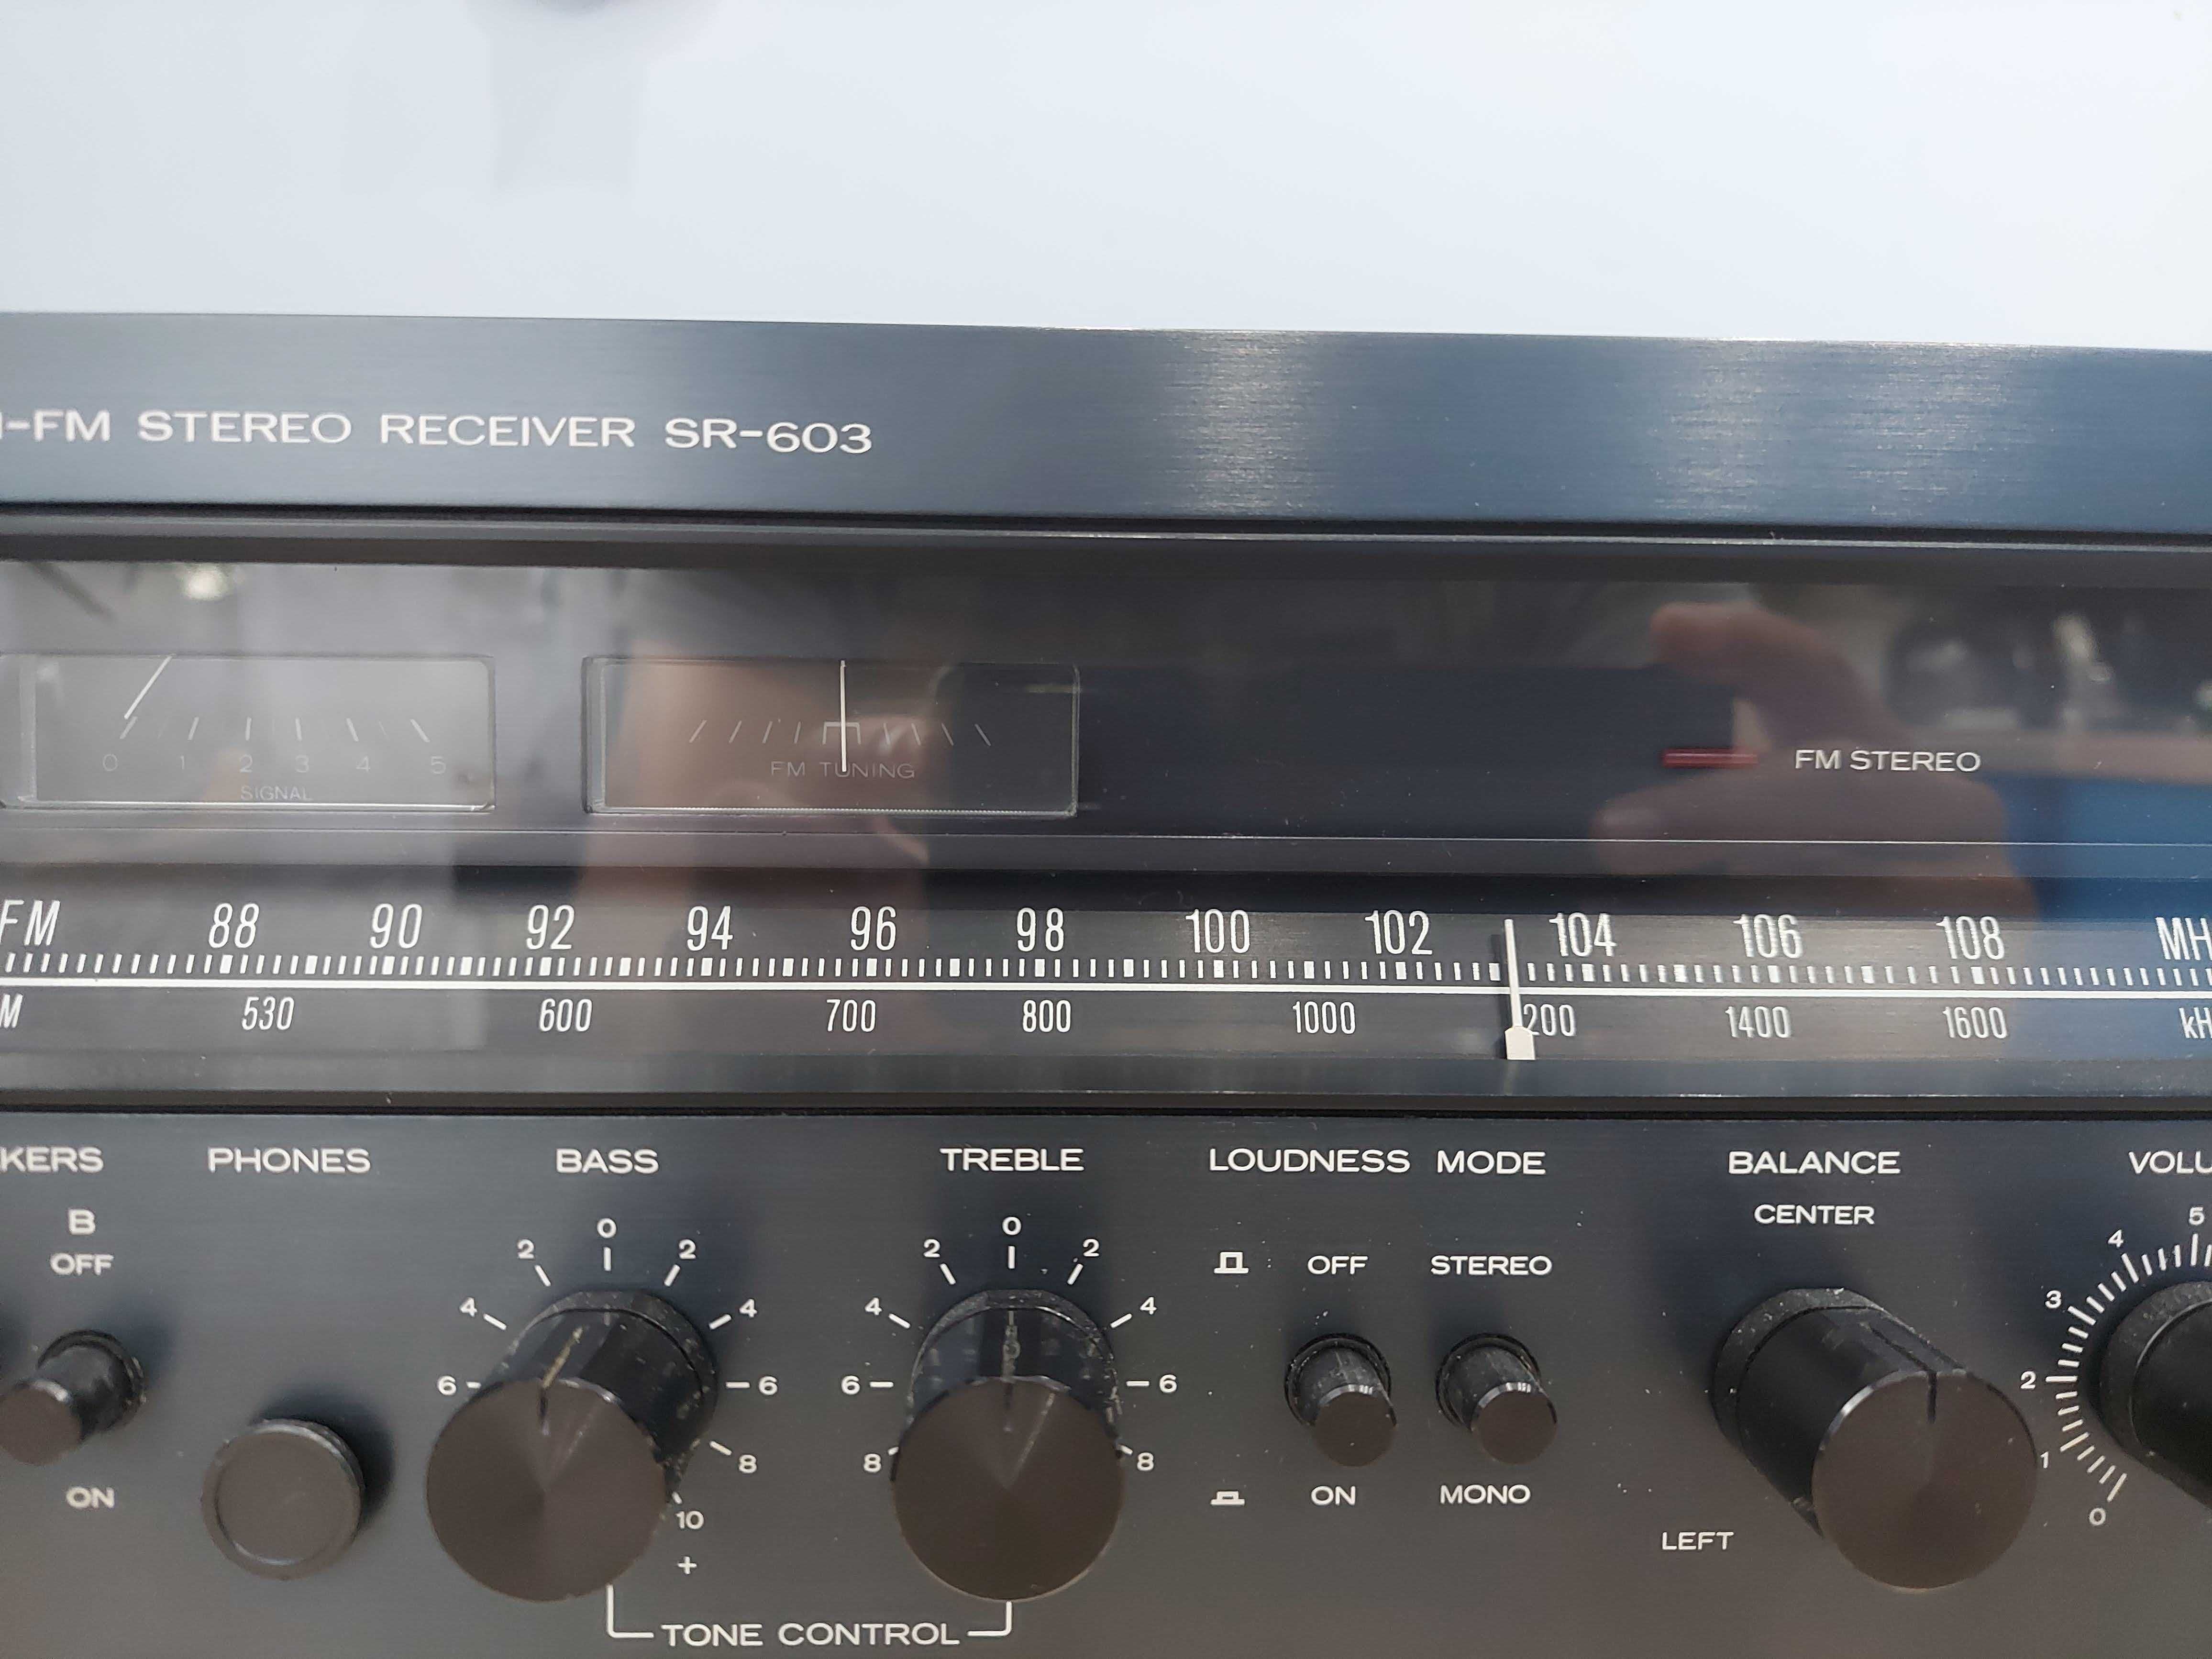 -FM STEREO RECEIVER SR-603
0 1 2 3 4 5
SIGNAL
FM TUNING
FM STEREO
FM 88 90 92 94 96 98 100 102 104 106 108 MH
M 530 600 700 800 1000 200 1400 1600 kH
KERS PHONES BASS TREBLE LOUDNESS MODE BALANCE VOLU
B
OFF
ON
0
2 2
4 4
6 6
8
10
+
0
2 2
4 4
6 6
8 8
TONE CONTROL
OFF STEREO
ON MONO
CENTER
LEFT
5
4
3
2
1
0